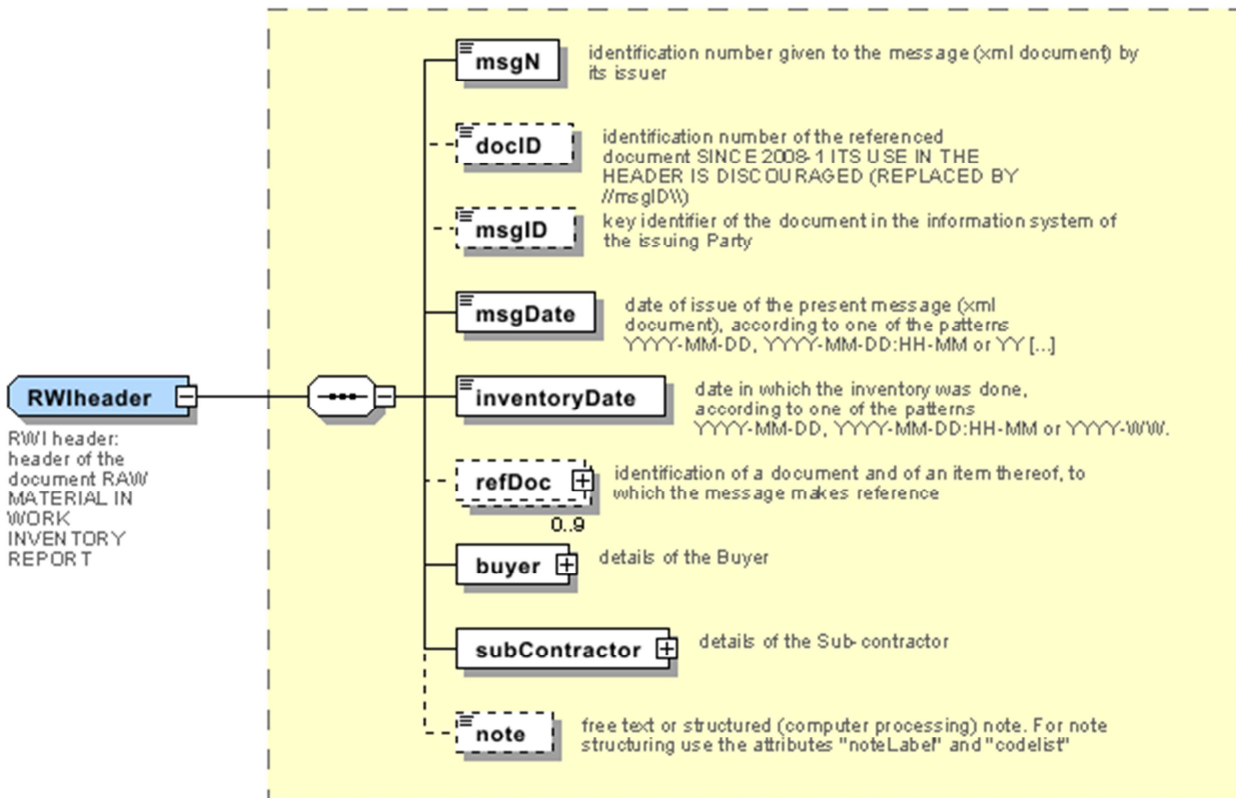 msgN
identification number given to the message (xml document) by
its issuer
docID
identification number of the referenced
document SINCE 2008-1 ITS USE IN THE
HEADER IS DISCOURAGED (REPLACED BY
//msgID\\)
msgID
key identifier of the document in the information system of
the issuing Party
msgDate
date of issue of the present message (xml
document), according to one of the patterns
YYYY-MM-DD, YYYY-MM-DD:HH-MM or YY [...]
RWIheader
RWI header:
header of the
document RAW
MATERIAL IN
WORK
INVENTORY
REPORT
inventoryDate
date in which the inventory was done,
according to one of the patterns
YYYY-MM-DD, YYYY-MM-DD:HH-MM or YYYY-WW.
refDoc
0..9
identification of a document and of an item thereof, to
which the message makes reference
buyer
details of the Buyer
subContractor
details of the Sub-contractor
note
free text or structured (computer processing) note. For note
structuring use the attributes "noteLabel" and "codelist"